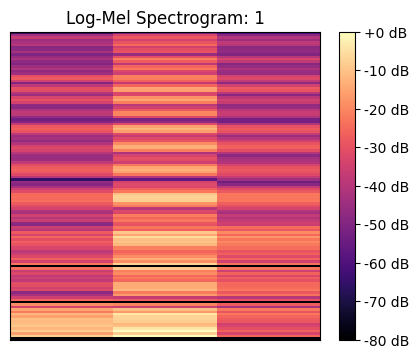 Log-Mel Spectrogram: 1
+0 dB
-10 dB
-20 dB
-30 dB
-40 dB
-50 dB
-60 dB
-70 dB
-80 dB